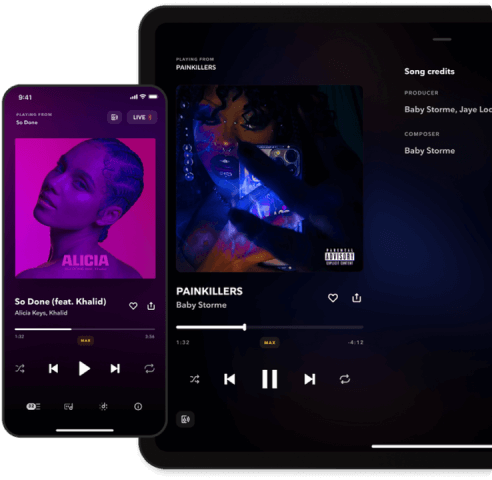 9:41
PLAYING FROM
So Done
LIVE
ALICIA
So Done (feat. Khalid)
Alicia Keys, Khalid
1:32
3:56
MAX
PLAYING FROM
PAINKILLERS
PARENTAL
ADVISORY
EXPLICIT CONTENT
PAINKILLERS
Baby Storme
1:32
MAX
-4:12
Song credits
PRODUCER
Baby Storme, Jaye Loc
COMPOSER
Baby Storme